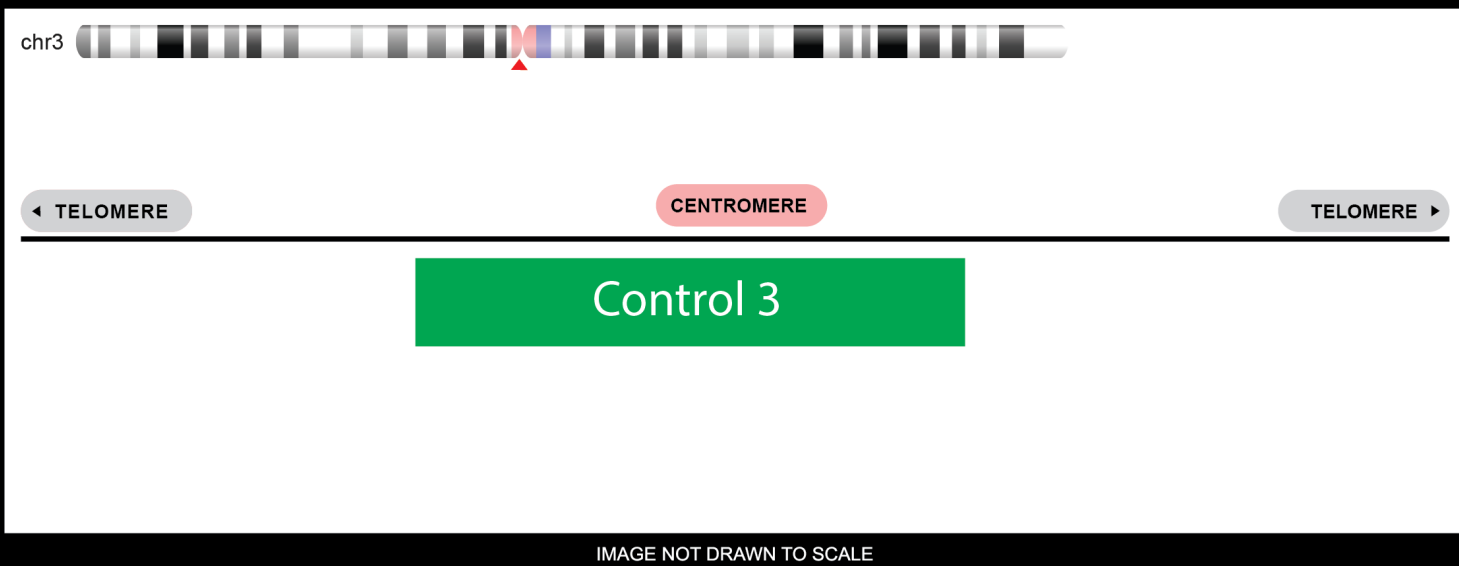 chr3
TELOMERE
CENTROMERE
TELOMERE
Control 3
IMAGE NOT DRAWN TO SCALE